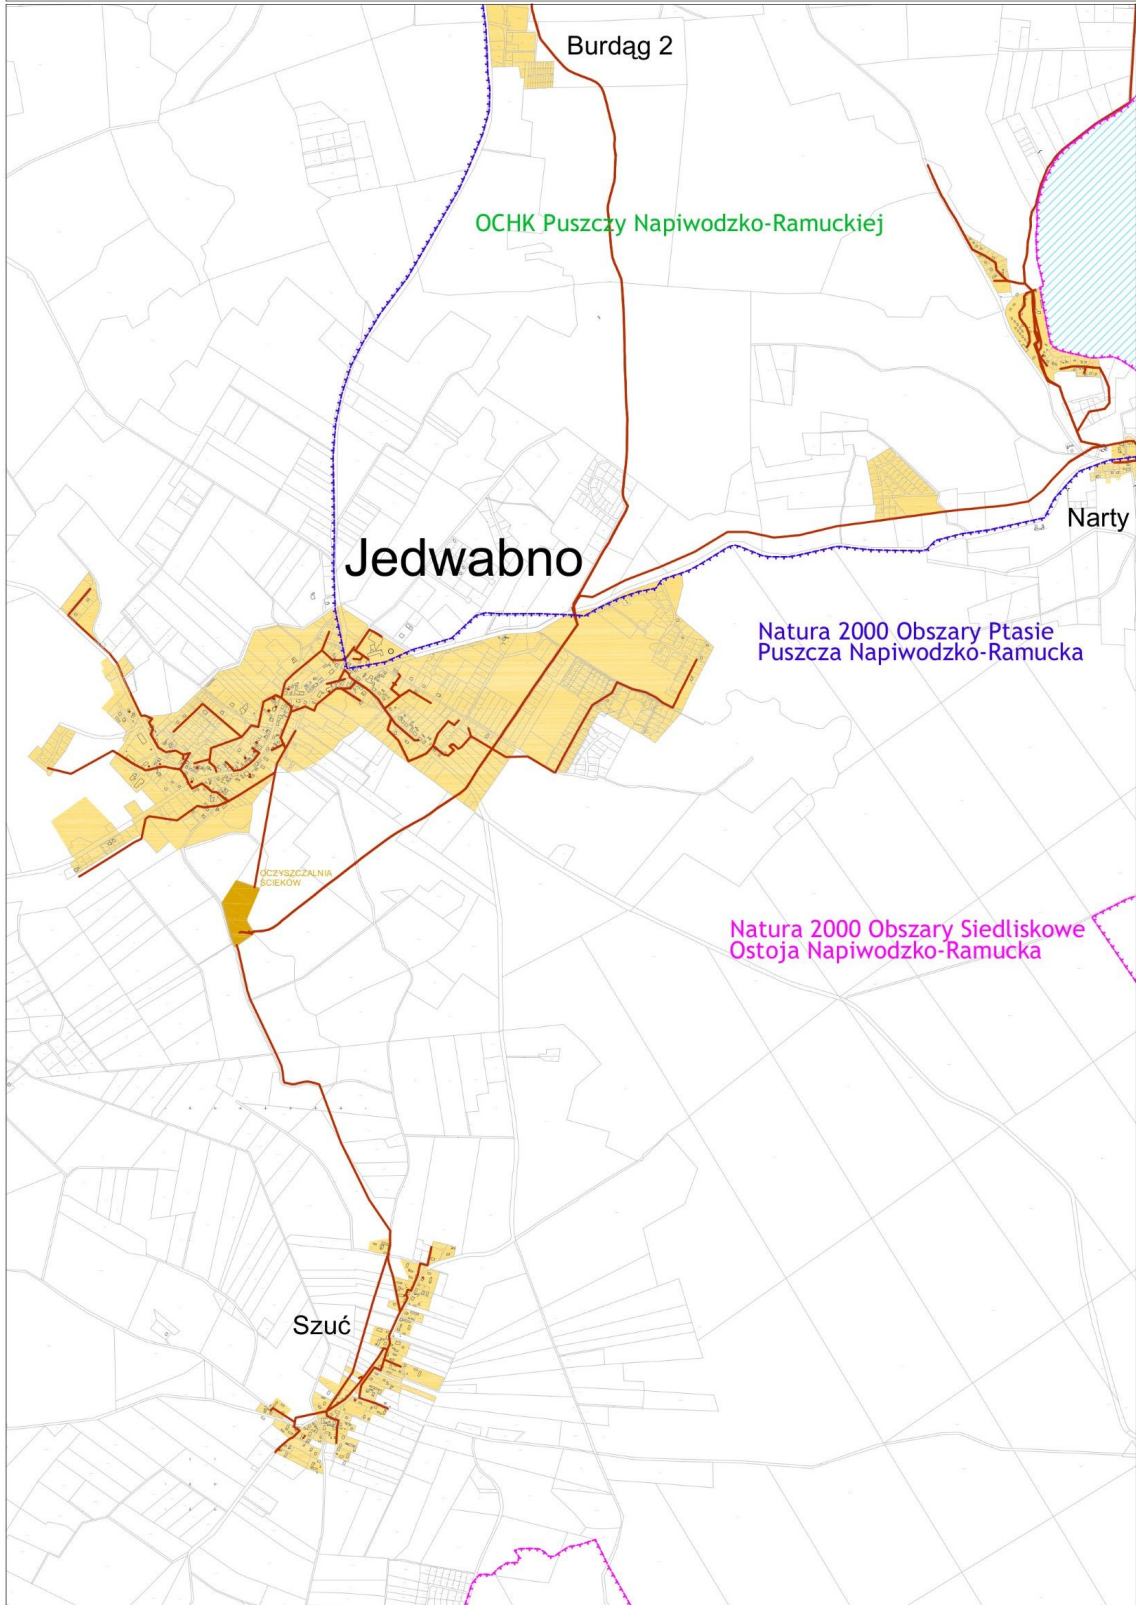 Burdąg 2
OCHK Puszczy Napiwodzko-Ramuckiej
Narty
Jedwabno
Natura 2000 Obszary Ptasie
Puszcza Napiwodzko-Ramucka
OCZYSZCZALNIA
ŚCIEKÓW
Natura 2000 Obszary Siedliskowe
Ostoja Napiwodzko-Ramucka
Szuć